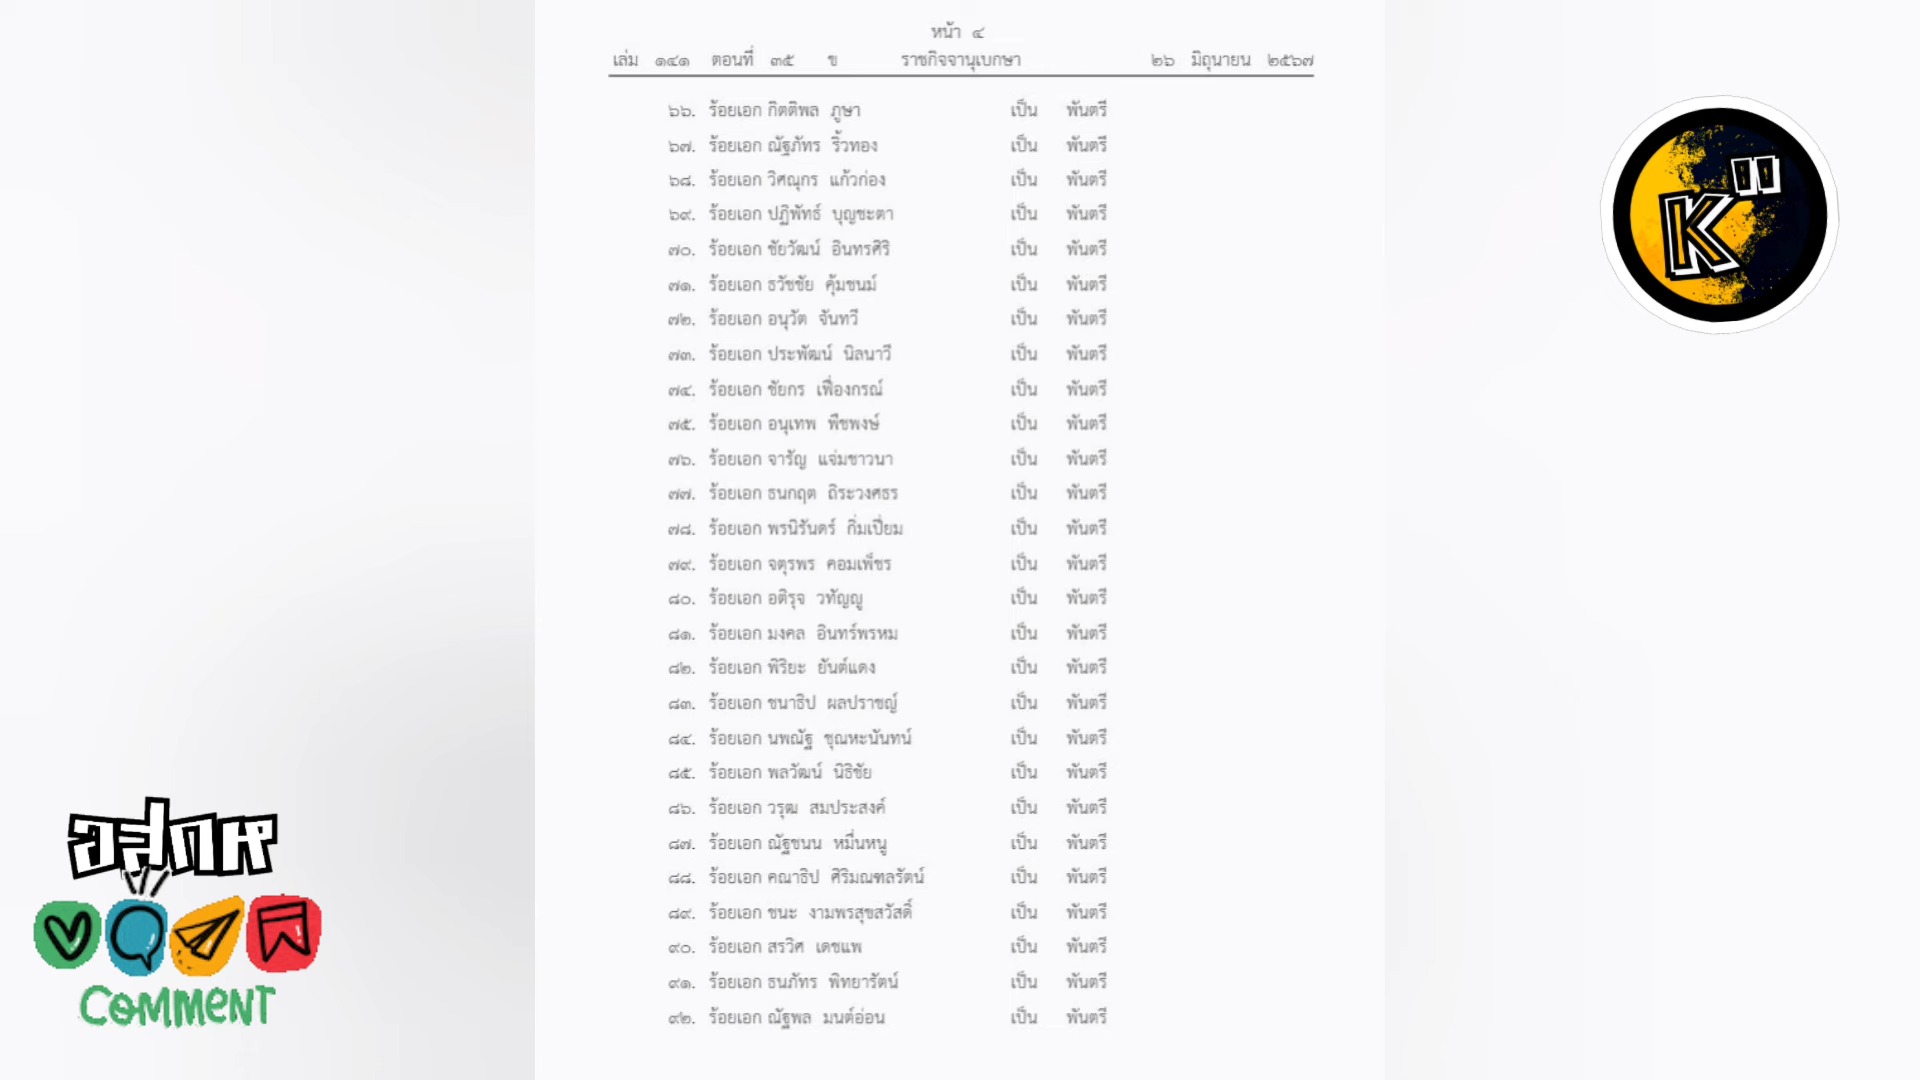 หน้า ๔
เล่ม ๑๔๑ ตอนที่ ๓๕ ข ราชกิจจานุเบกษา ๒๖ มิถุนายน ๒๕๖๗
๖๖. ร้อยเอก กิตติพล ภูษา เป็น พันตรี
๖๗. ร้อยเอก ณัฐภัทร ริ้วทอง เป็น พันตรี
๖๘. ร้อยเอก วิศณุกร แก้วก่อง เป็น พันตรี
๖๙. ร้อยเอก ปฏิพัทธ์ บุญชะตา เป็น พันตรี
๗๐. ร้อยเอก ชัยวัฒน์ อินทรศิริ เป็น พันตรี
๗๑. ร้อยเอก ธวัชชัย คุ้มชนม์ เป็น พันตรี
๗๒. ร้อยเอก อนุวัต จันทวี เป็น พันตรี
๗๓. ร้อยเอก ประพัฒน์ นิลนาวี เป็น พันตรี
๗๔. ร้อยเอก ชัยกร เฟื่องกรณ์ เป็น พันตรี
๗๕. ร้อยเอก อนุเทพ พืชพงษ์ เป็น พันตรี
๗๖. ร้อยเอก จารัญ แจ่มชาวนา เป็น พันตรี
๗๗. ร้อยเอก ธนกฤต ถิระวงศธร เป็น พันตรี
๗๘. ร้อยเอก พรนิรันดร์ กิ่มเปี่ยม เป็น พันตรี
๗๙. ร้อยเอก จตุรพร คอมเพ็ชร เป็น พันตรี
๘๐. ร้อยเอก อติรุจ วทัญญู เป็น พันตรี
๘๑. ร้อยเอก มงคล อินทร์พรหม เป็น พันตรี
๘๒. ร้อยเอก พิริยะ ยันต์แดง เป็น พันตรี
๘๓. ร้อยเอก ชนาธิป ผลปราชญ์ เป็น พันตรี
๘๔. ร้อยเอก นพณัฐ ชุณหะนันทน์ เป็น พันตรี
๘๕. ร้อยเอก พลวัฒน์ นิธิชัย เป็น พันตรี
๘๖. ร้อยเอก วรุฒ สมประสงค์ เป็น พันตรี
๘๗. ร้อยเอก ณัฐชนน หมื่นหนู เป็น พันตรี
๘๘. ร้อยเอก คณาธิป ศิริมณฑลรัตน์ เป็น พันตรี
๘๙. ร้อยเอก ชนะ งามพรสุขสวัสดิ์ เป็น พันตรี
๙๐. ร้อยเอก สรวิศ เดชแพ เป็น พันตรี
๙๑. ร้อยเอก ธนภัทร พิทยารัตน์ เป็น พันตรี
๙๒. ร้อยเอก ณัฐพล มนต์อ่อน เป็น พันตรี
K"
อสุกห
COMMENT